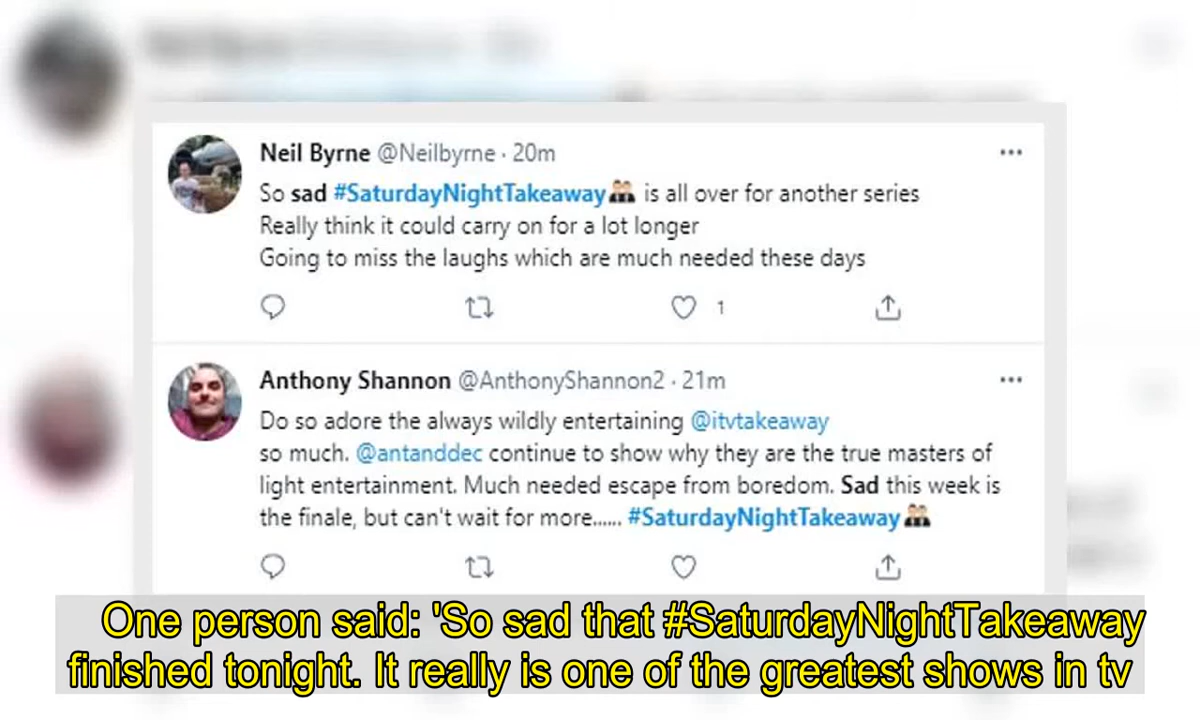 Neil Byrne @Neilbyrne · 20m
So sad #SaturdayNightTakeaway is all over for another series
Really think it could carry on for a lot longer
Going to miss the laughs which are much needed these days
1
Anthony Shannon @AnthonyShannon2 · 21m
Do so adore the always wildly entertaining @itvtakeaway
so much. @antanddec continue to show why they are the true masters of
light entertainment. Much needed escape from boredom. Sad this week is
the finale, but can't wait for more...... #SaturdayNightTakeaway
One person said: 'So sad that #SaturdayNightTakeaway
finished tonight. It really is one of the greatest shows in tv